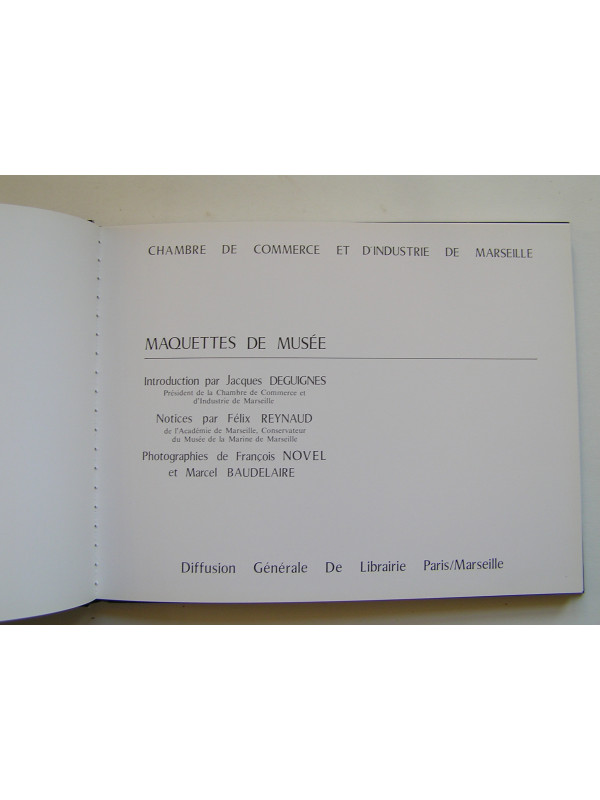 CHAMBRE DE COMMERCE ET D'INDUSTRIE DE MARSEILLE
MAQUETTES DE MUSÉE
Introduction par Jacques DEGUIGNES
Président de la Chambre de Commerce et
d'Industrie de Marseille
Notices par Félix REYNAUD
de l'Académie de Marseille, Conservateur
du Musée de la Marine de Marseille
Photographies de François NOVEL
et Marcel BAUDELAIRE
Diffusion Générale De Librairie Paris/Marseille